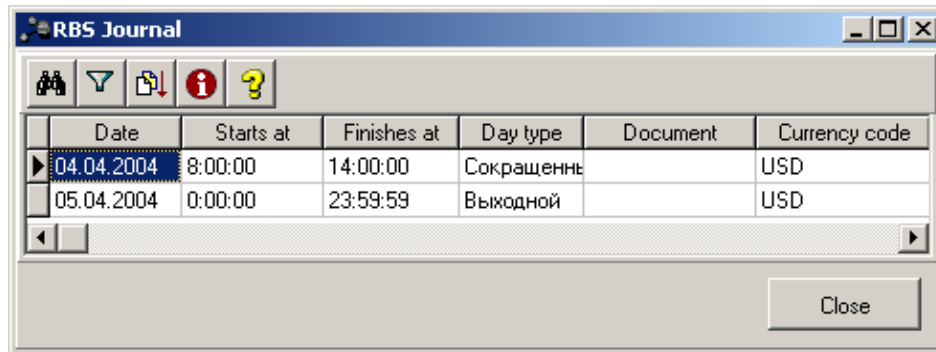 RBS Journal
Date Starts at Finishes at Day type Document Currency code
04.04.2004 8:00:00 14:00:00 Сокращеннь USD
05.04.2004 0:00:00 23:59:59 Выходной USD
Close